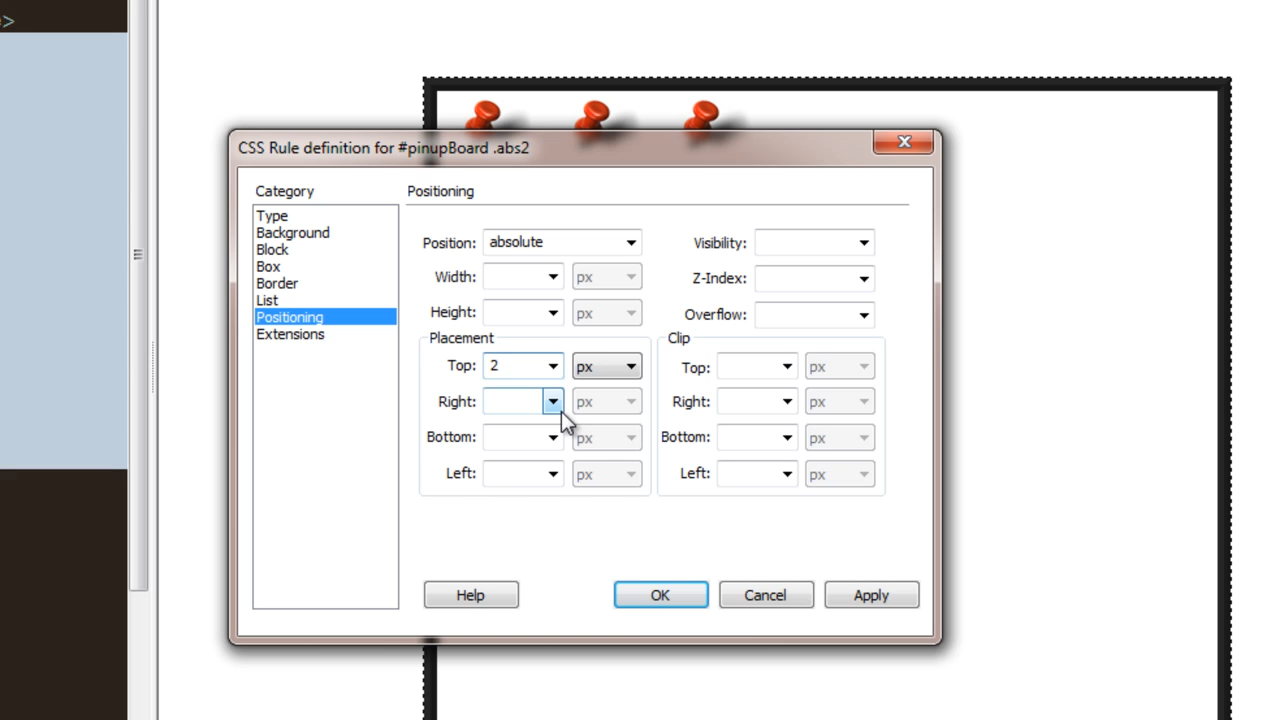 >
CSS Rule definition for #pinupBoard .abs2
Category
Type
Background
Block
Box
Border
List
Positioning
Extensions
Positioning
Position: absolute
Width: px
Height: px
Visibility:
Z-Index:
Overflow:
Placement
Top: 2 px
Right: px
Bottom: px
Left: px
Clip
Top: px
Right: px
Bottom: px
Left: px
Help
OK
Cancel
Apply